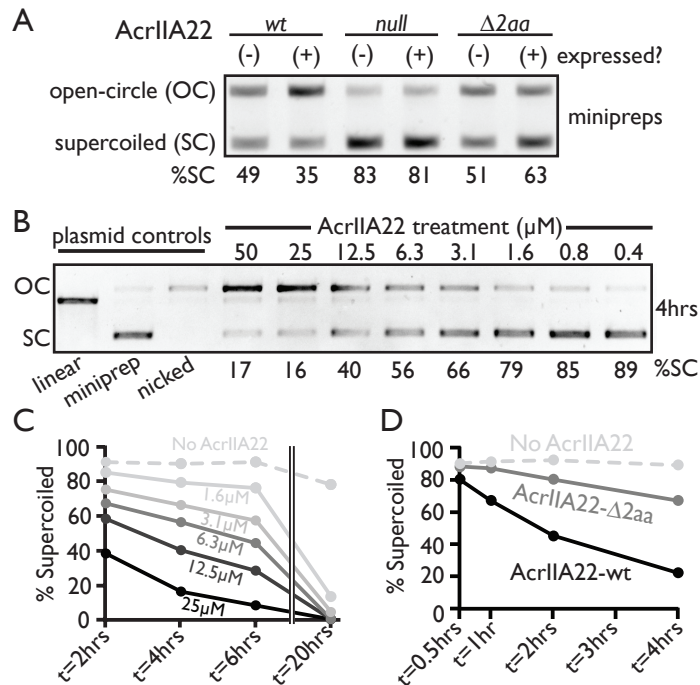 A
AcrIIA22 wt null Δ2aa
(-) (+) (-) (+) (-) (+) expressed?
open-circle (OC)
minipreps
supercoiled (SC)
%SC 49 35 83 81 51 63
B
plasmid controls AcrIIA22 treatment (μM)
50 25 12.5 6.3 3.1 1.6 0.8 0.4
OC
4hrs
SC
linear miniprep nicked 17 16 40 56 66 79 85 89 %SC
C
% Supercoiled
100
80
60
40
20
0
No AcrIIA22
1.6μM
3.1μM
6.3μM
12.5μM
25μM
t=2hrs t=4hrs t=6hrs t=20hrs
D
% Supercoiled
100
80
60
40
20
0
No AcrIIA22
AcrIIA22-Δ2aa
AcrIIA22-wt
t=0.5hrs t=1hr t=2hrs t=3hrs t=4hrs